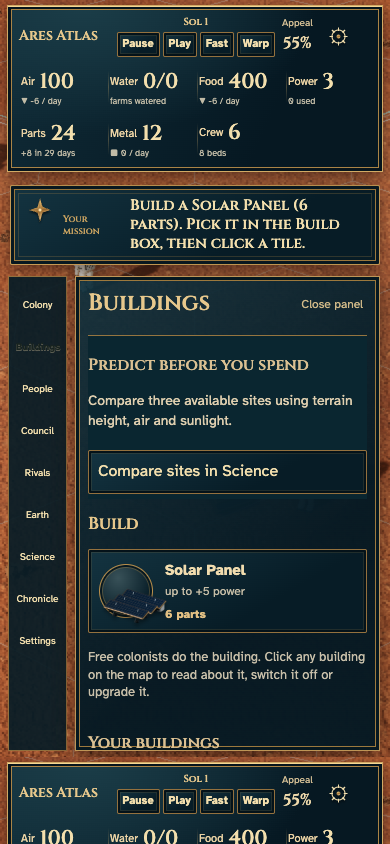 Ares Atlas
Sol 1
Pause Play Fast Warp
Appeal
55%
Air 100
▼ -6 / day
Water 0/0
farms watered
Food 400
▼ -6 / day
Power 3
0 used
Parts 24
+8 in 29 days
Metal 12
■ 0 / day
Crew 6
8 beds
Your
mission
Build a Solar Panel (6
parts). Pick it in the Build
box, then click a tile.
Colony
Buildings
People
Council
Rivals
Earth
Science
Chronicle
Settings
Buildings
Close panel
Predict before you spend
Compare three available sites using terrain
height, air and sunlight.
Compare sites in Science
Build
Solar Panel
up to +5 power
6 parts
Free colonists do the building. Click any building
on the map to read about it, switch it off or
upgrade it.
Your buildings
Ares Atlas
Sol 1
Pause Play Fast Warp
Appeal
55%
Air 100
Water 0/0
Food 400
Power 3